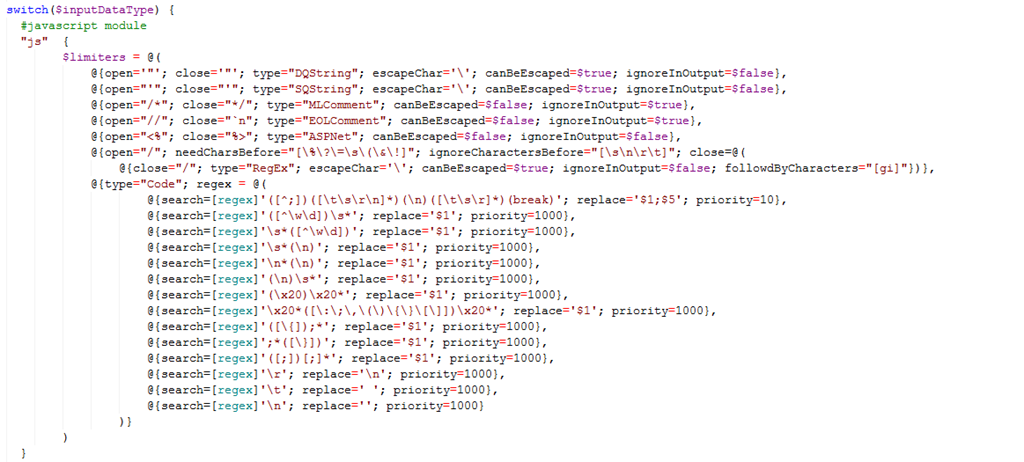 switch($inputDataType) {
#javascript module
"js" {
$limiters = @(
@{open='"'; close='"'; type="DQString"; escapeChar='\'; canBeEscaped=$true; ignoreInOutput=$false},
@{open="'"; close="'"; type="SQString"; escapeChar='\'; canBeEscaped=$true; ignoreInOutput=$false},
@{open="/*"; close="*/"; type="MLComment"; canBeEscaped=$false; ignoreInOutput=$true},
@{open="//"; close="`n"; type="EOLComment"; canBeEscaped=$false; ignoreInOutput=$true},
@{open="<%"; close="%>"; type="ASPNet"; canBeEscaped=$false; ignoreInOutput=$false},
@{open="/"; needCharsBefore="[\%\?\=\s\(\&\!]"; ignoreCharactersBefore="[\s\n\r\t]"; close=@(
@{close="/"; type="RegEx"; escapeChar='\'; canBeEscaped=$true; ignoreInOutput=$false; followdByCharacters="[gi]"})},
@{type="Code"; regex = @(
@{search=[regex]'([^;])([\t\s\r\n]*)(\n)([\t\s\r]*)(break)'; replace='$1;$5'; priority=10},
@{search=[regex]'([^\w\d])\s*'; replace='$1'; priority=1000},
@{search=[regex]'\s*([^\w\d])'; replace='$1'; priority=1000},
@{search=[regex]'\s*(\n)'; replace='$1'; priority=1000},
@{search=[regex]'\n*(\n)'; replace='$1'; priority=1000},
@{search=[regex]'(\n)\s*'; replace='$1'; priority=1000},
@{search=[regex]'(\x20)\x20*'; replace='$1'; priority=1000},
@{search=[regex]'\x20*([\:\;\,\(\)\{\}\[\]])\x20*'; replace='$1'; priority=1000},
@{search=[regex]'([\{]);*'; replace='$1'; priority=1000},
@{search=[regex]';*([\}])'; replace='$1'; priority=1000},
@{search=[regex]'([;])[;]*'; replace='$1'; priority=1000},
@{search=[regex]'\r'; replace='\n'; priority=1000},
@{search=[regex]'\t'; replace=' '; priority=1000},
@{search=[regex]'\n'; replace=''; priority=1000}
)}
)
}